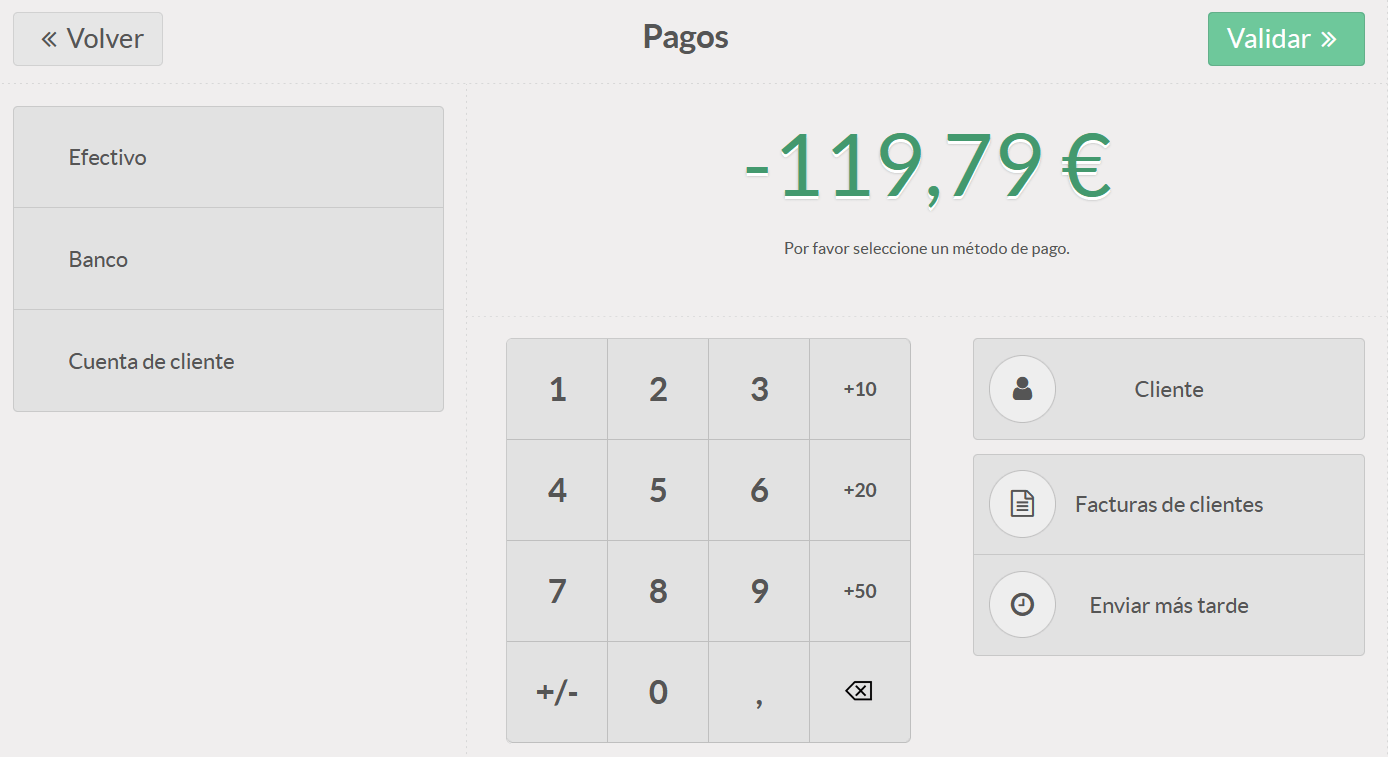 Volver
Pagos
Validar
Efectivo
Banco
Cuenta de cliente
-119,79 €
Por favor seleccione un método de pago.
1 2 3 +10
4 5 6 +20
7 8 9 +50
+/- 0 ,
Cliente
Facturas de clientes
Enviar más tarde